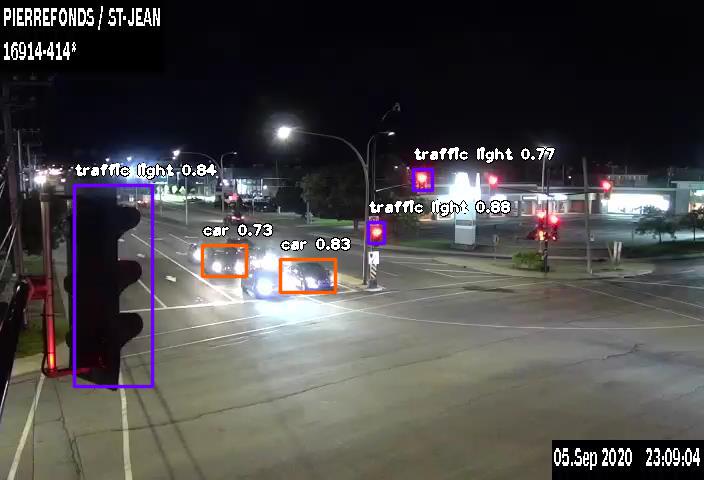 PIERREFONDS / ST-JEAN
16914-414*
traffic light 0.77
traffic light 0.84
traffic light 0.88
car 0.73
car 0.83
05.Sep 2020 23:09:04